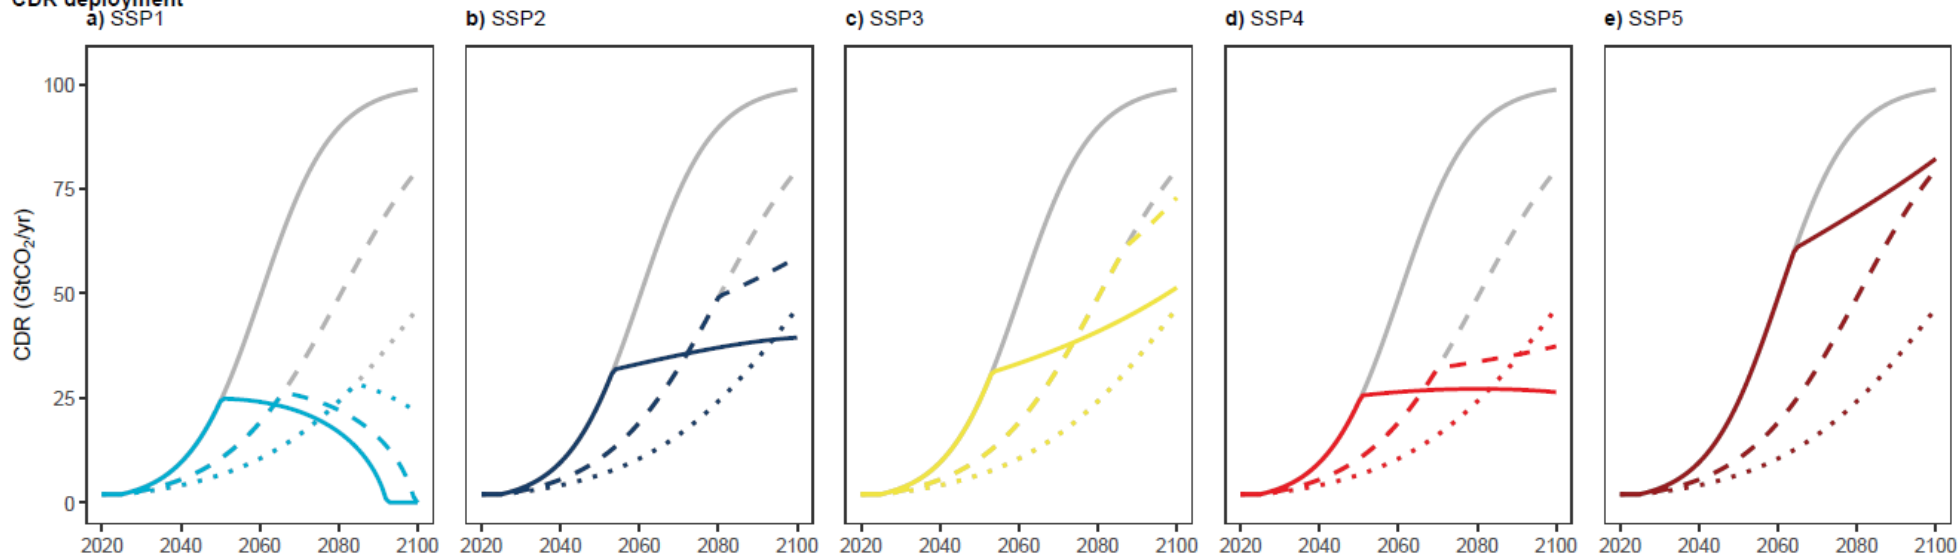 CDR deployment
a) SSP1
b) SSP2
c) SSP3
d) SSP4
e) SSP5
CDR (GtCO₂/yr)
100
75
50
25
0
2020 2040 2060 2080 2100
2020 2040 2060 2080 2100
2020 2040 2060 2080 2100
2020 2040 2060 2080 2100
2020 2040 2060 2080 2100